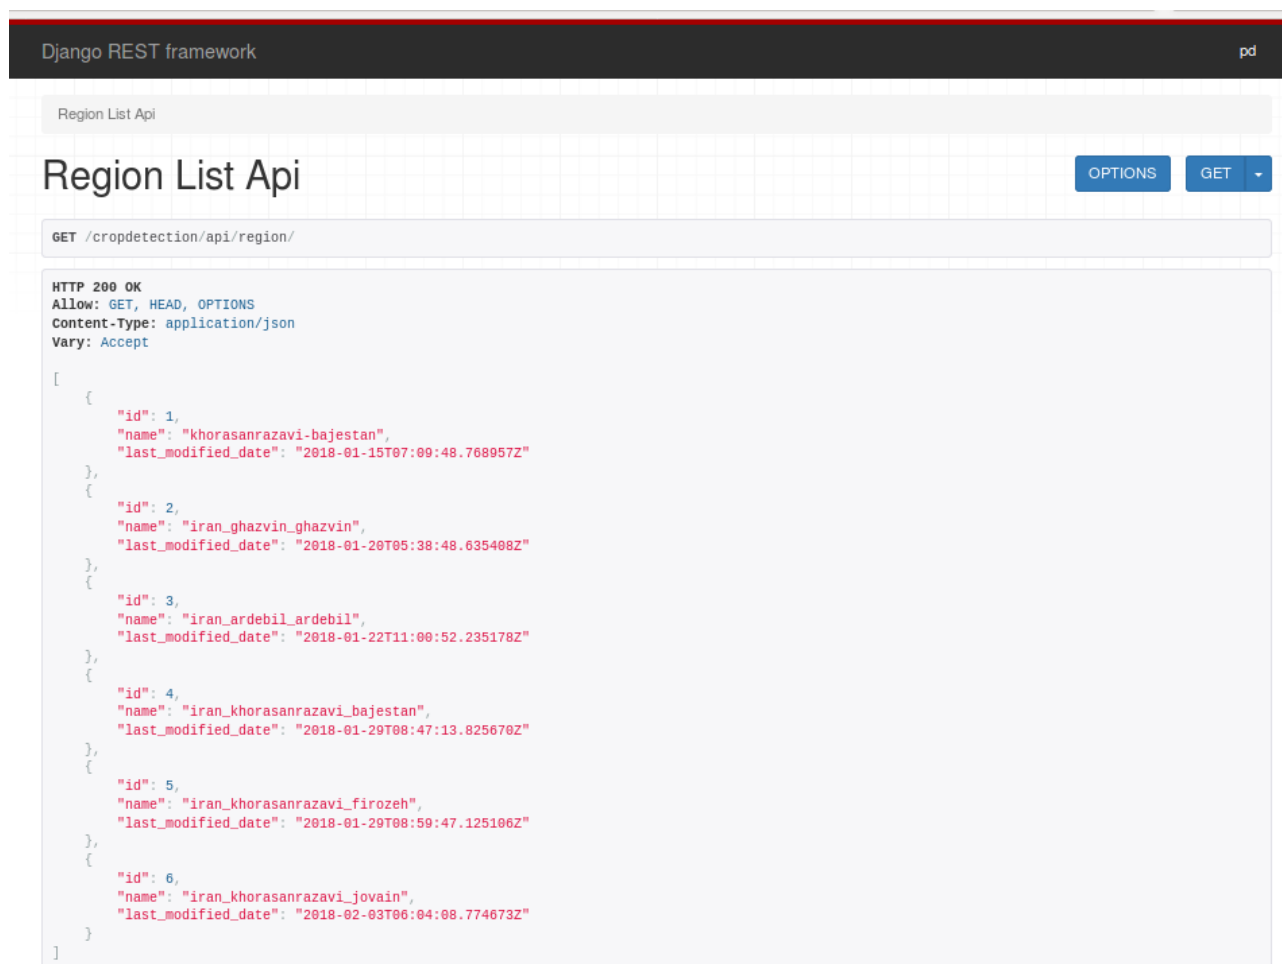 Django REST framework
pd
Region List Api
Region List Api
OPTIONS
GET
GET /cropdetection/api/region/
HTTP 200 OK
Allow: GET, HEAD, OPTIONS
Content-Type: application/json
Vary: Accept
[
    {
        "id": 1,
        "name": "khorasanrazavi-bajestan",
        "last_modified_date": "2018-01-15T07:09:48.768957Z"
    },
    {
        "id": 2,
        "name": "iran_ghazvin_ghazvin",
        "last_modified_date": "2018-01-20T05:38:48.635408Z"
    },
    {
        "id": 3,
        "name": "iran_ardebil_ardebil",
        "last_modified_date": "2018-01-22T11:00:52.235178Z"
    },
    {
        "id": 4,
        "name": "iran_khorasanrazavi_bajestan",
        "last_modified_date": "2018-01-29T08:47:13.825670Z"
    },
    {
        "id": 5,
        "name": "iran_khorasanrazavi_firozeh",
        "last_modified_date": "2018-01-29T08:59:47.125106Z"
    },
    {
        "id": 6,
        "name": "iran_khorasanrazavi_jovain",
        "last_modified_date": "2018-02-03T06:04:08.774673Z"
    }
]